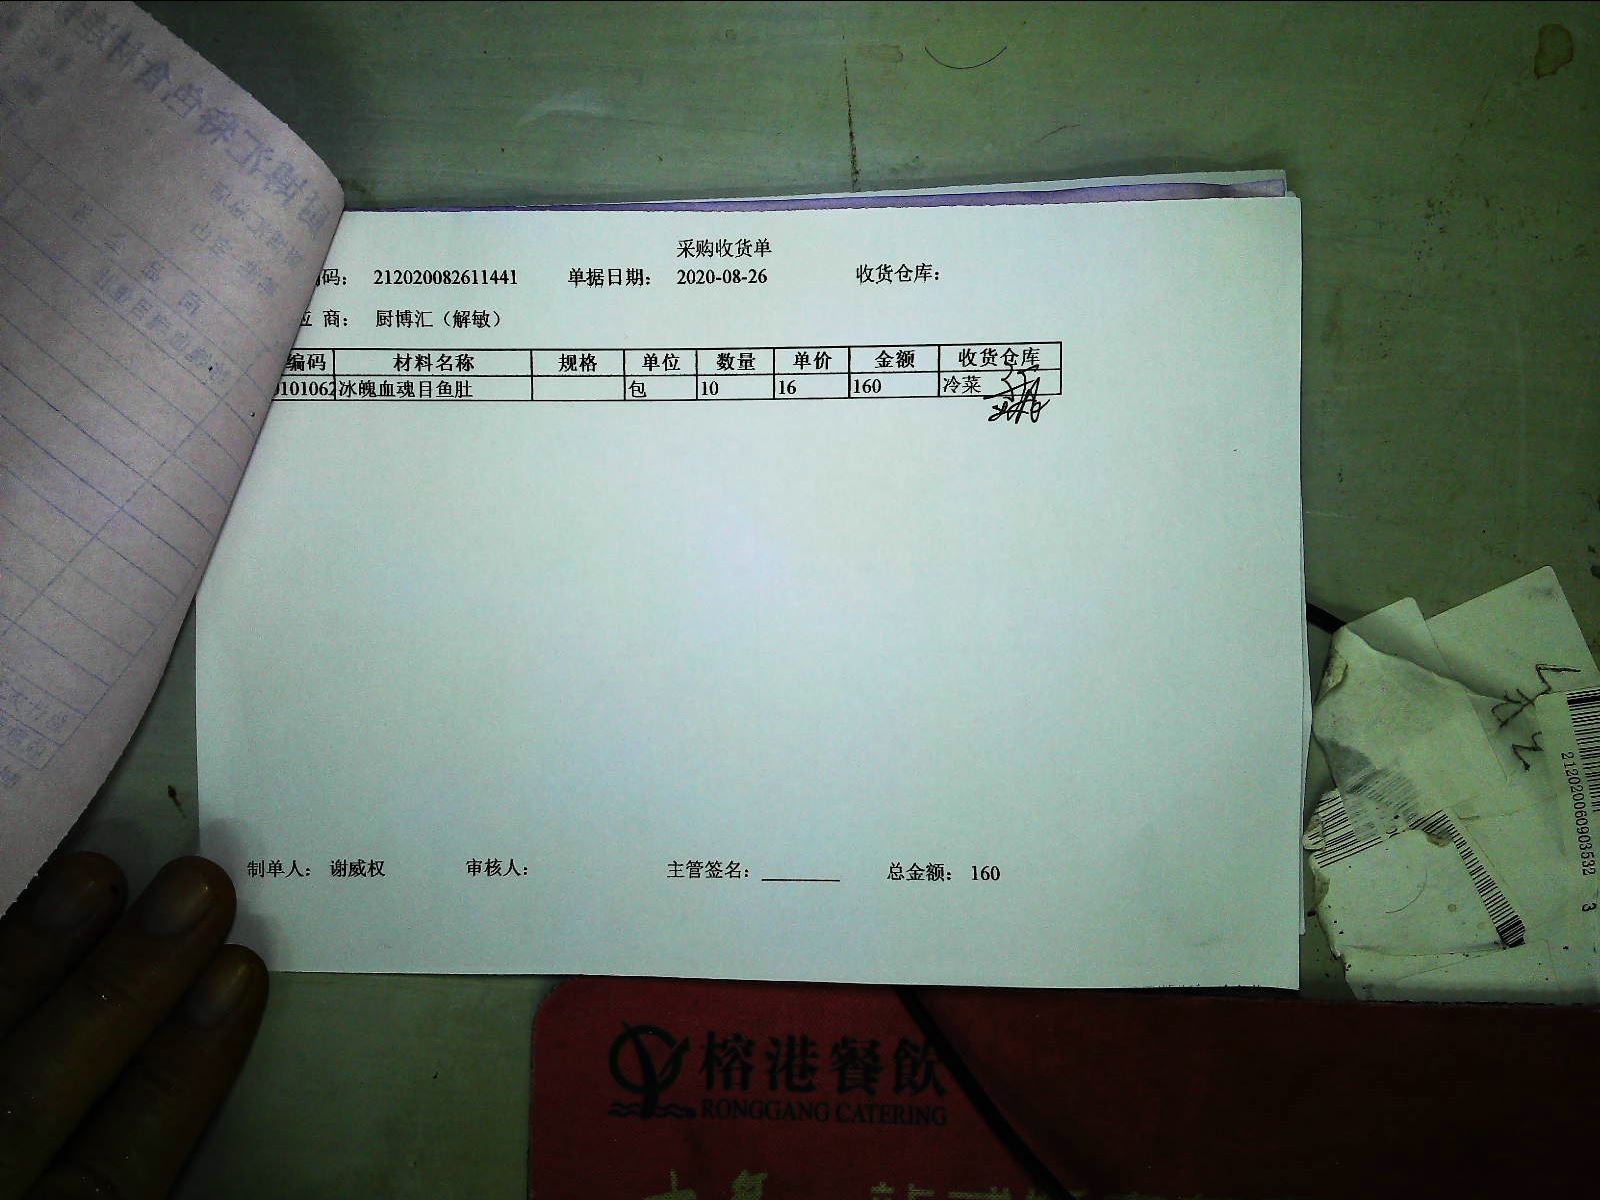 采购收货单
码： 212020082611441 单据日期： 2020-08-26 收货仓库：
应 商： 厨博汇（解敏）
编码 材料名称 规格 单位 数量 单价 金额 收货仓库
0101062 冰魄血魂目鱼肚 包 10 16 160 冷菜
制单人： 谢威权 审核人： 主管签名： 总金额： 160
212020060903532 3
榕港餐飲
RONGGANG CATERING